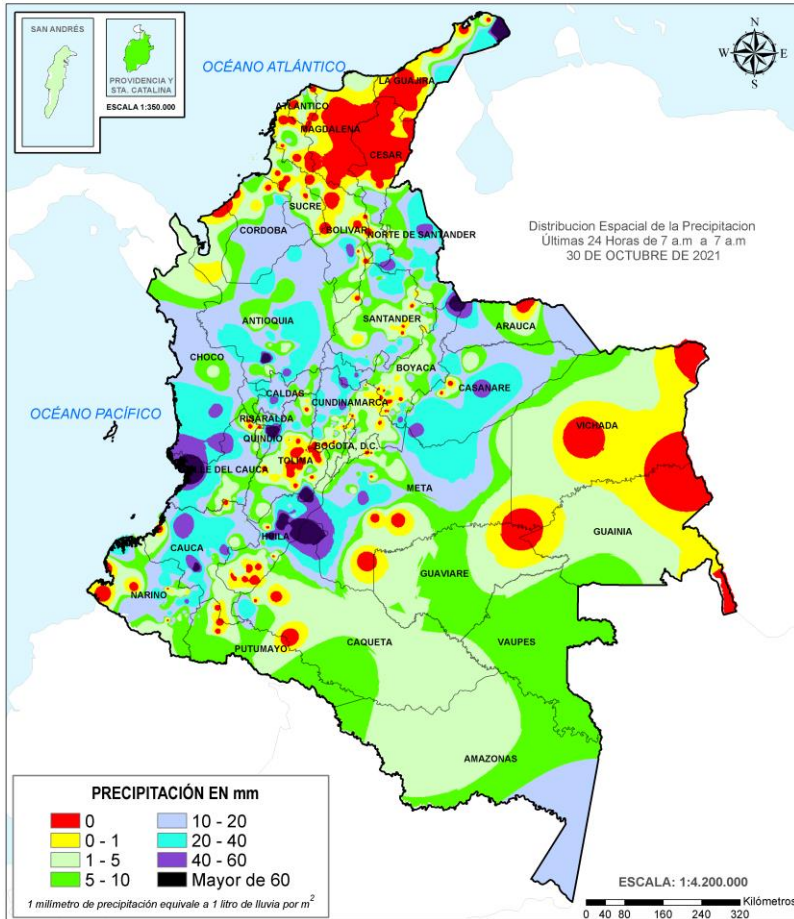 SAN ANDRÉS
PROVIDENCIA Y
STA. CATALINA
ESCALA 1:350.000
OCÉANO ATLÁNTICO
N
W E
S
LA GUAJIRA
ATLANTICO
MAGDALENA
CESAR
SUCRE
CORDOBA
BOLIVAR
NORTE DE SANTANDER
Distribucion Espacial de la Precipitacion
Últimas 24 Horas de 7 a.m a 7 a.m
30 DE OCTUBRE DE 2021
ANTIOQUIA
SANTANDER
ARAUCA
CHOCO
BOYACA
CASANARE
CALDAS
CUNDINAMARCA
OCÉANO PACÍFICO
RISARALDA
QUINDIO
BOGOTA, D.C.
VICHADA
TOLIMA
LE DEL CAUCA
META
GUAINIA
HUILA
CAUCA
GUAVIARE
NARIÑO
CAQUETA
VAUPES
PUTUMAYO
AMAZONAS
PRECIPITACIÓN EN mm
0
0 - 1
1 - 5
5 - 10
10 - 20
20 - 40
40 - 60
Mayor de 60
1 milímetro de precipitación equivale a 1 litro de lluvia por m²
ESCALA: 1:4.200.000
Kilómetros
0 40 80 160 240 320